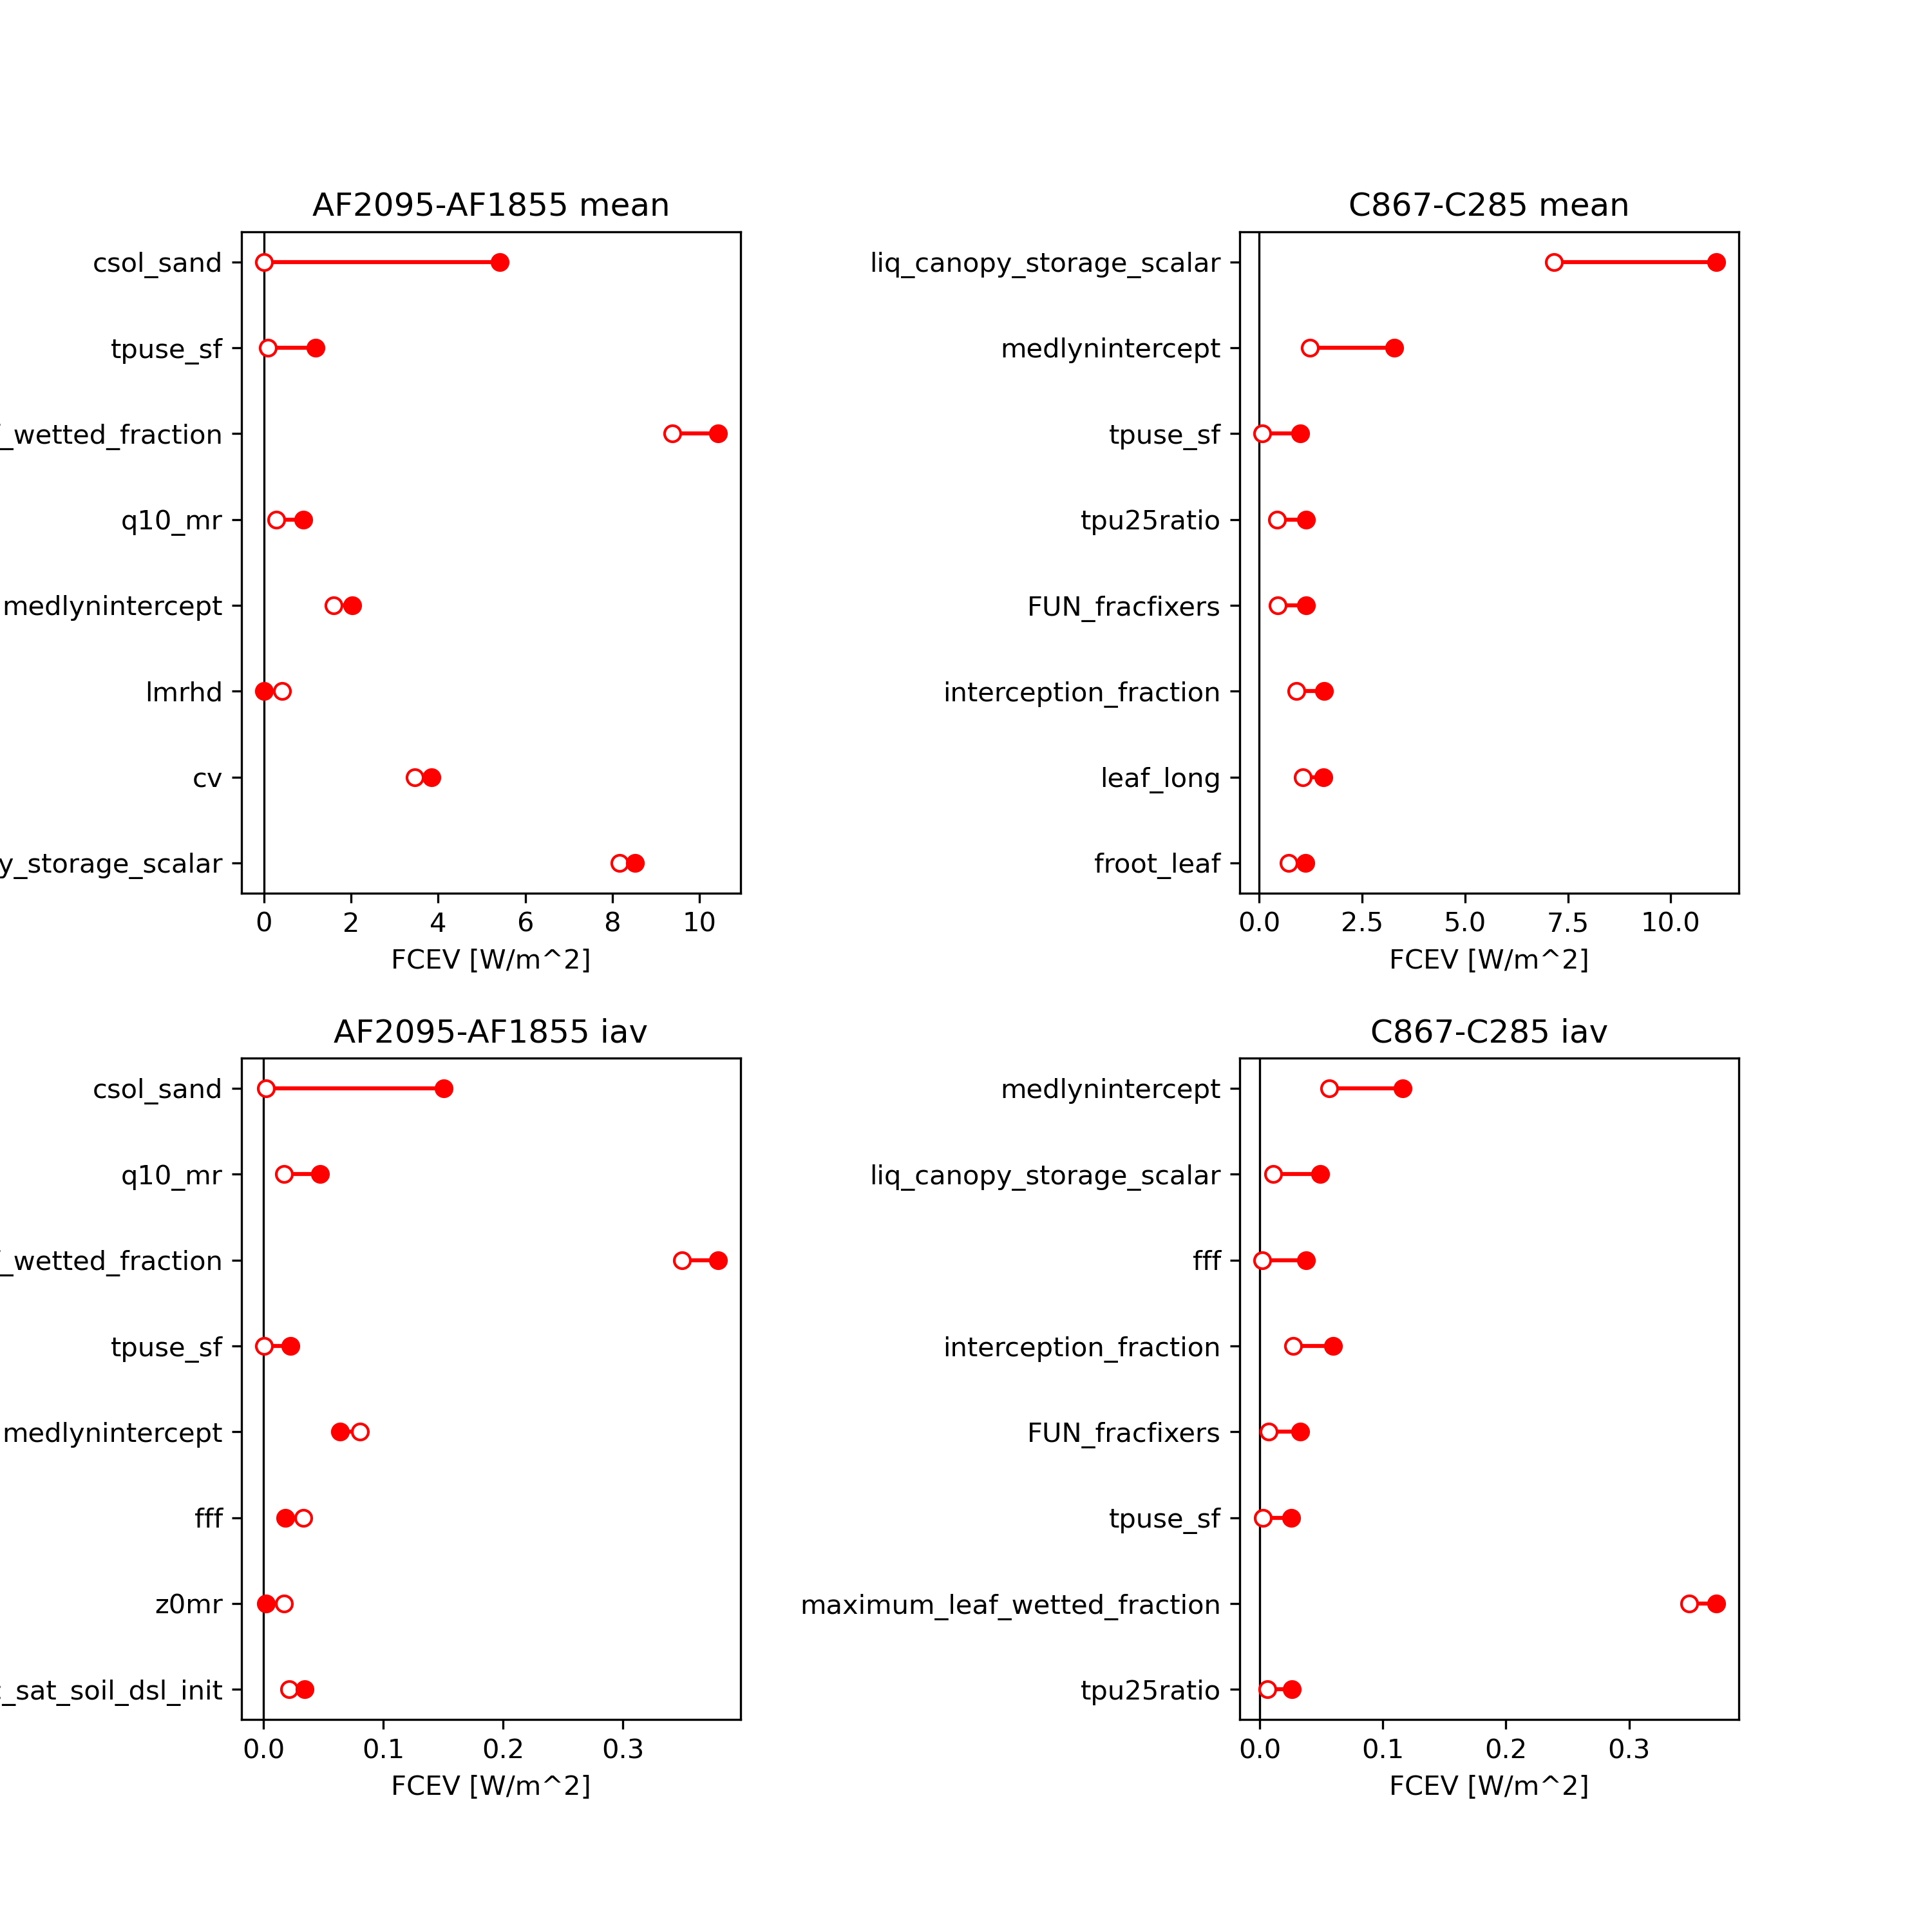 AF2095-AF1855 mean
csol_sand
tpuse_sf
_wetted_fraction
q10_mr
medlynintercept
lmrhd
cv
y_storage_scalar
0 2 4 6 8 10
FCEV [W/m^2]
C867-C285 mean
liq_canopy_storage_scalar
medlynintercept
tpuse_sf
tpu25ratio
FUN_fracfixers
interception_fraction
leaf_long
froot_leaf
0.0 2.5 5.0 7.5 10.0
FCEV [W/m^2]
AF2095-AF1855 iav
csol_sand
q10_mr
_wetted_fraction
tpuse_sf
medlynintercept
fff
z0mr
_sat_soil_dsl_init
0.0 0.1 0.2 0.3
FCEV [W/m^2]
C867-C285 iav
medlynintercept
liq_canopy_storage_scalar
fff
interception_fraction
FUN_fracfixers
tpuse_sf
maximum_leaf_wetted_fraction
tpu25ratio
0.0 0.1 0.2 0.3
FCEV [W/m^2]